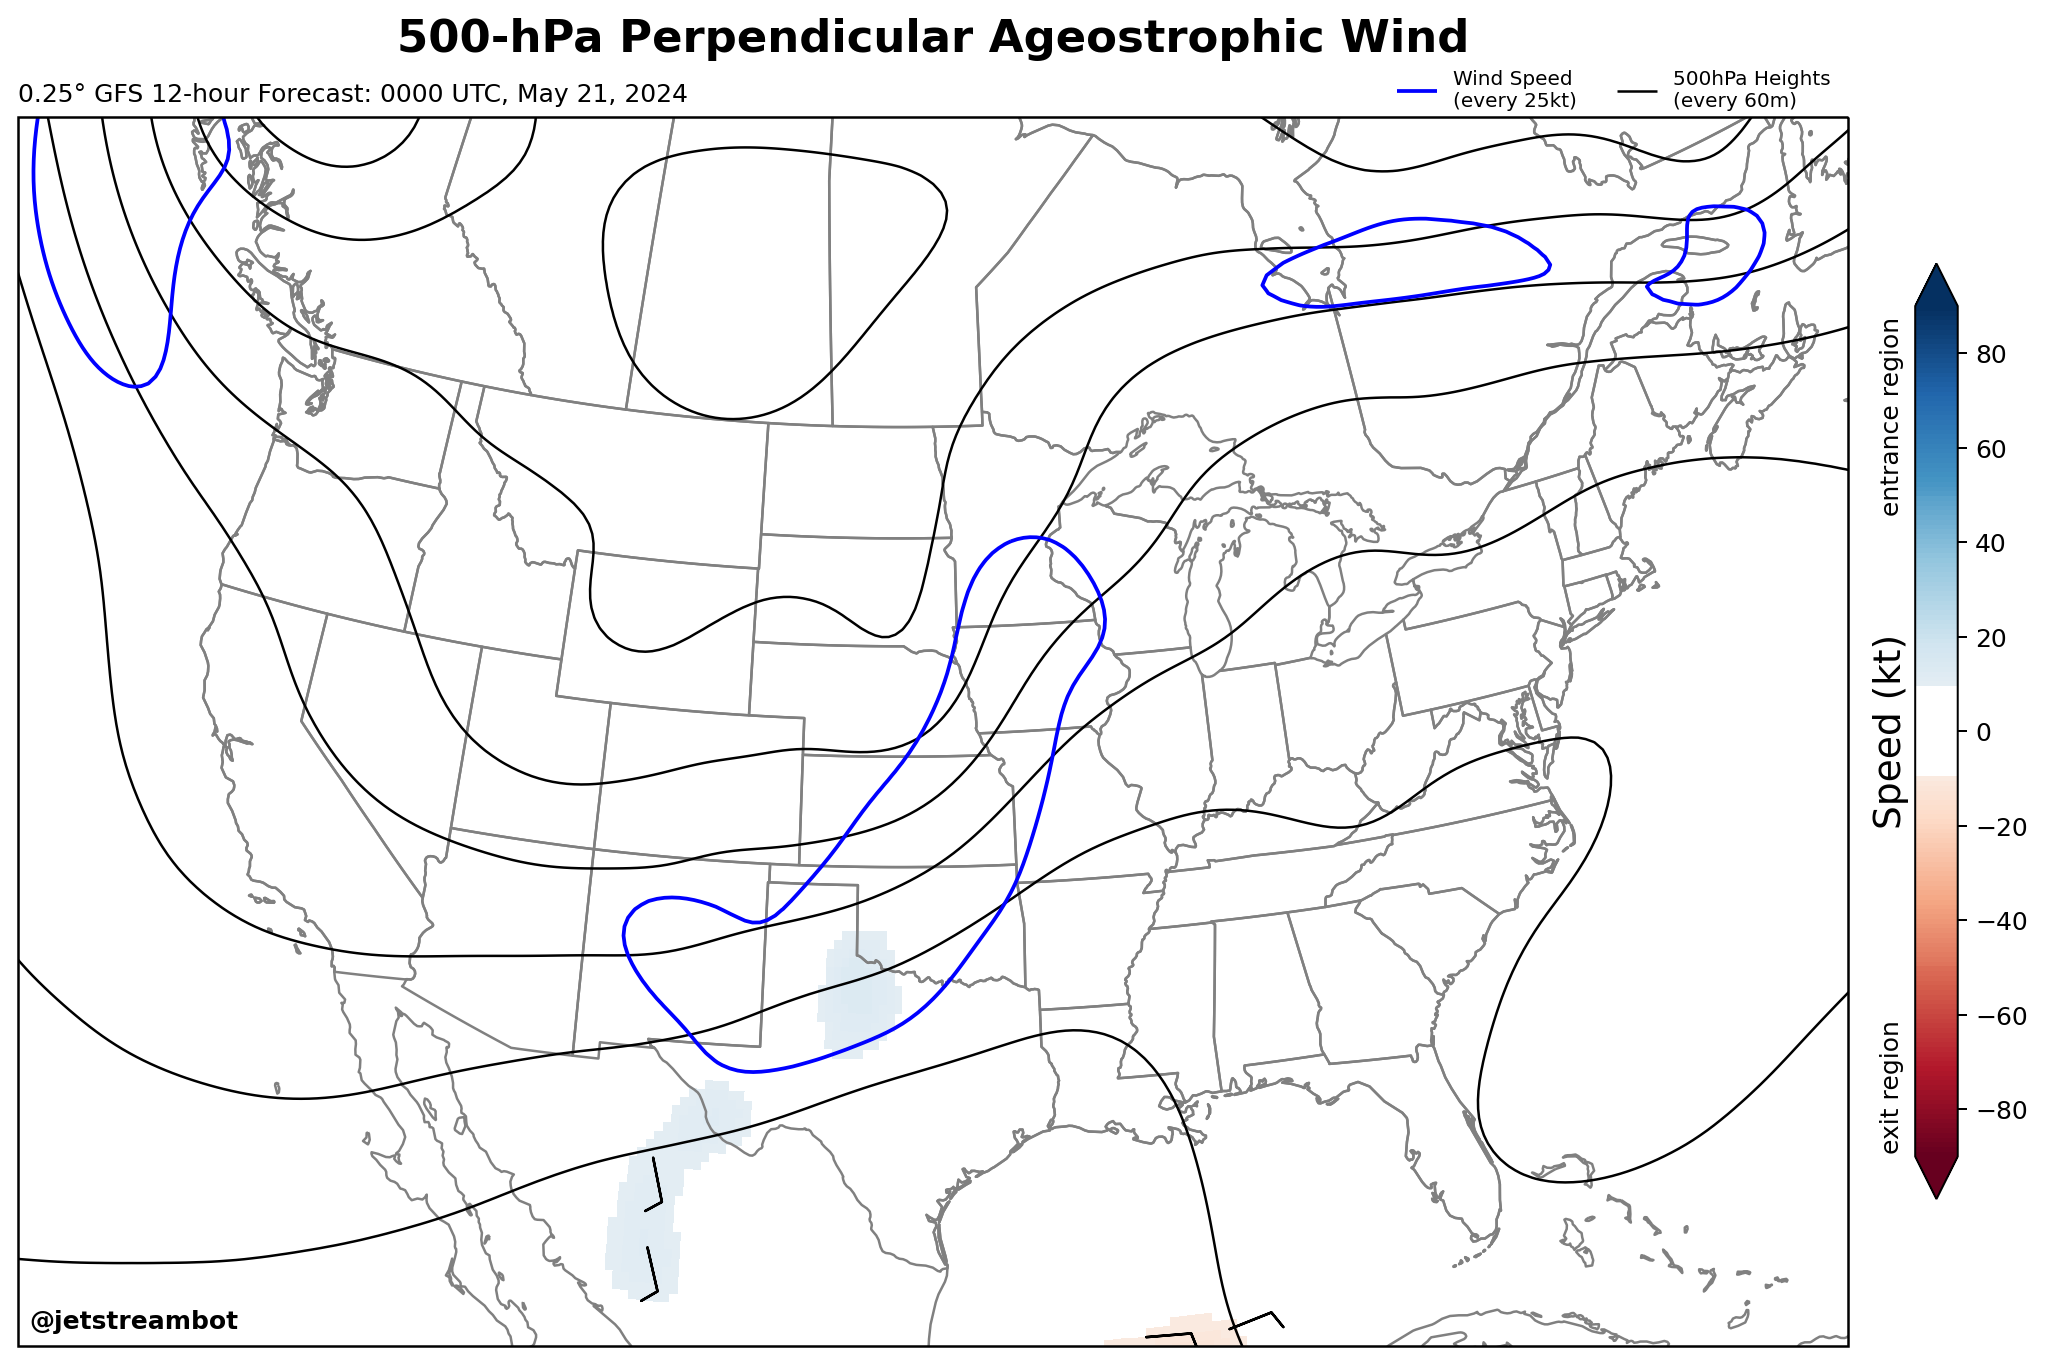 500-hPa Perpendicular Ageostrophic Wind
0.25° GFS 12-hour Forecast: 0000 UTC, May 21, 2024
Wind Speed
(every 25kt)
500hPa Heights
(every 60m)
entrance region
Speed (kt)
exit region
80
60
40
20
0
−20
−40
−60
−80
@jetstreambot